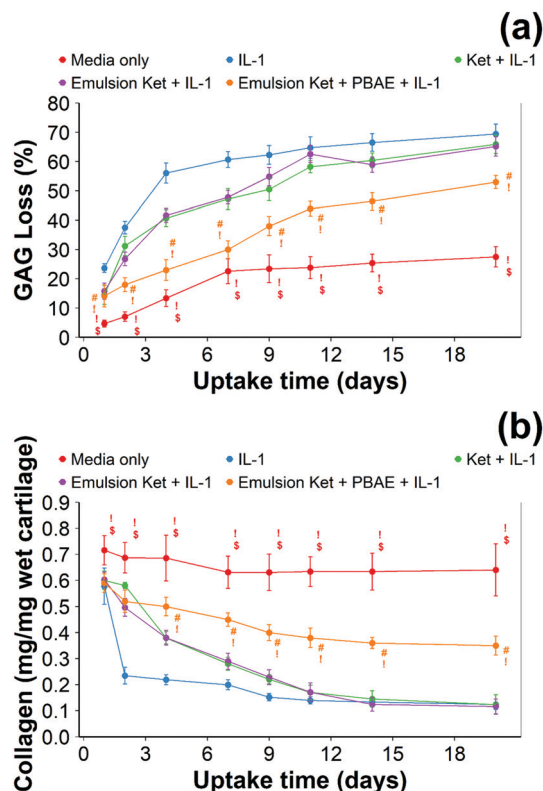 (a)
Media only IL-1 Ket + IL-1
Emulsion Ket + IL-1 Emulsion Ket + PBAE + IL-1
GAG Loss (%)
80
70
60
50
40
30
20
10
0
# ! # ! # ! # ! # ! # ! # ! # !
! $ ! $ ! $ ! $ ! $ ! $ ! $ ! $
0 3 6 9 12 15 18
Uptake time (days)
(b)
Media only IL-1 Ket + IL-1
Emulsion Ket + IL-1 Emulsion Ket + PBAE + IL-1
Collagen (mg/mg wet cartilage)
0.9
0.8
0.7
0.6
0.5
0.4
0.3
0.2
0.1
0.0
! $ ! $ ! $ ! $ ! $ ! $ ! $ ! $
# ! # ! # ! # ! # ! # !
0 3 6 9 12 15 18
Uptake time (days)